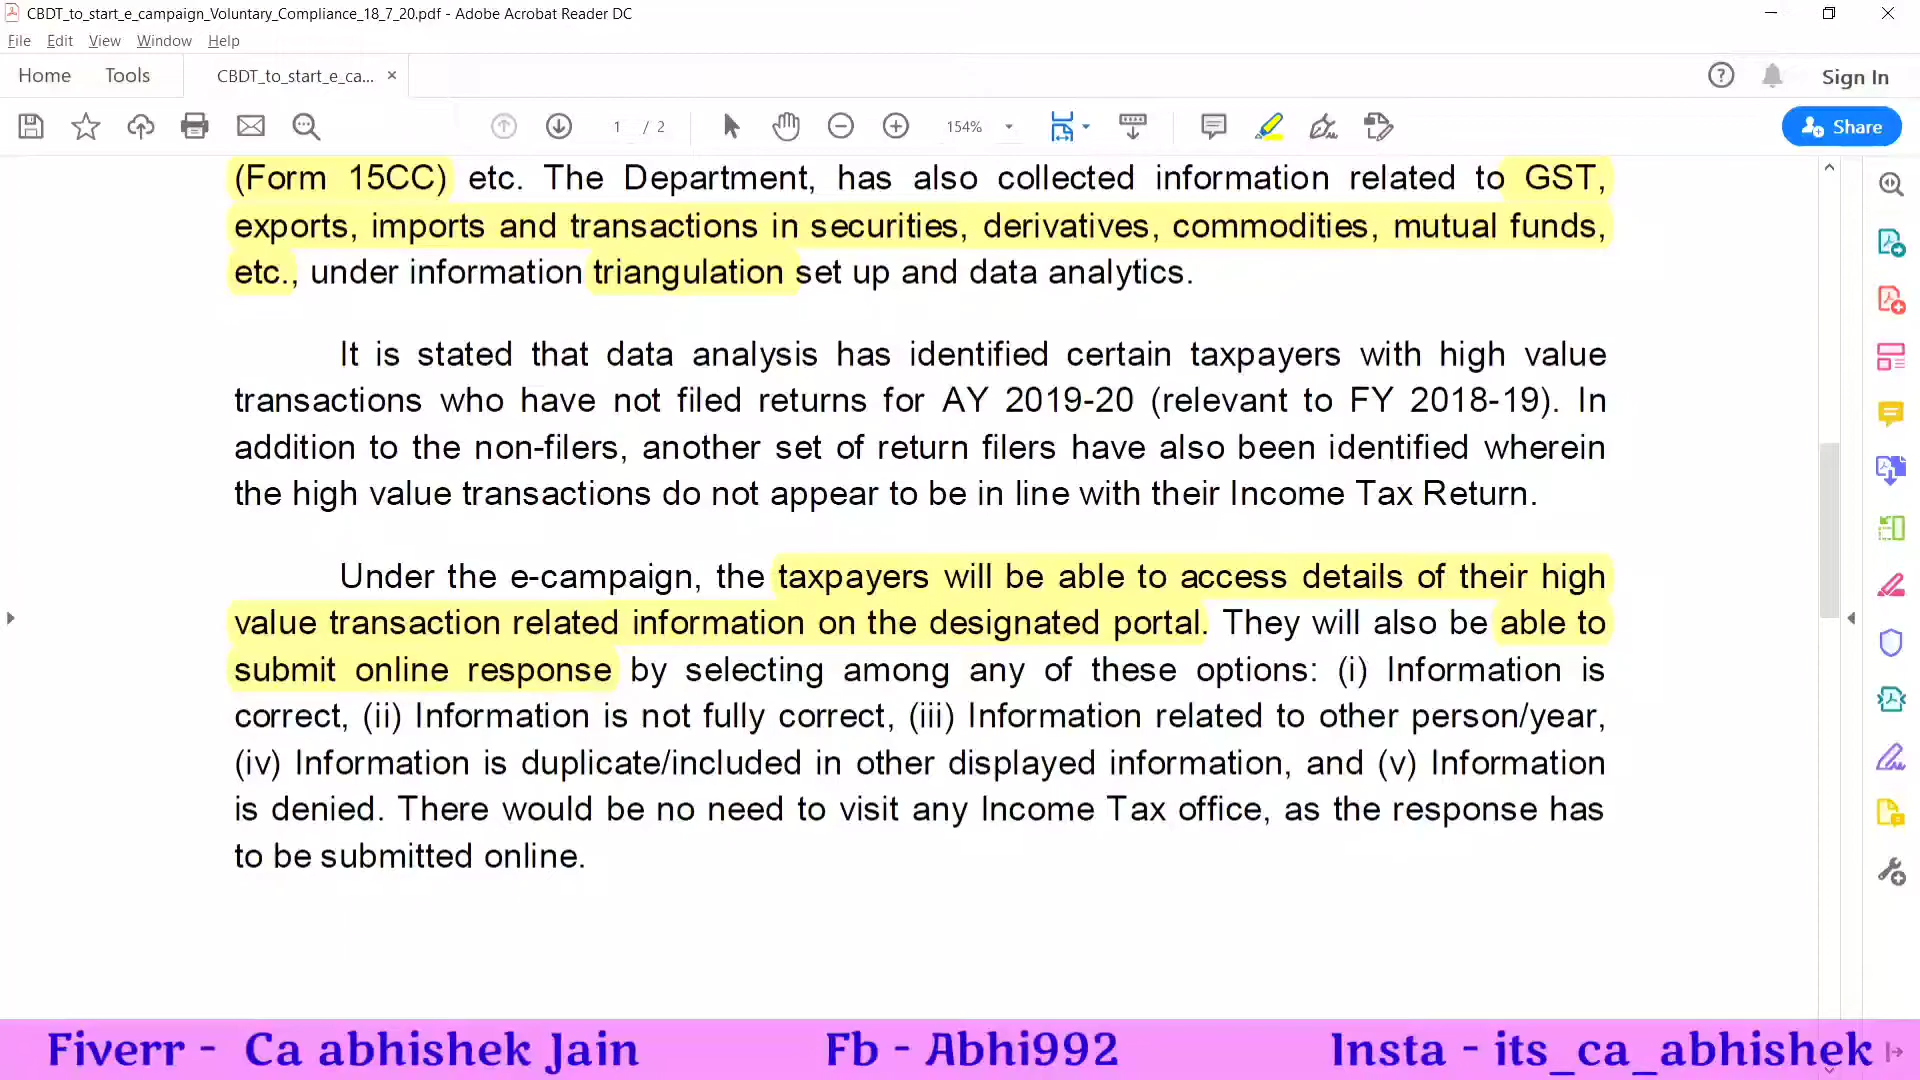 CBDT_to_start_e_campaign_Voluntary_Compliance_18_7_20.pdf - Adobe Acrobat Reader DC
File Edit View Window Help
Home Tools CBDT_to_start_e_ca... × Sign In
1 / 2 154% Share
(Form 15CC) etc. The Department, has also collected information related to GST,
exports, imports and transactions in securities, derivatives, commodities, mutual funds,
etc., under information triangulation set up and data analytics.
It is stated that data analysis has identified certain taxpayers with high value
transactions who have not filed returns for AY 2019-20 (relevant to FY 2018-19). In
addition to the non-filers, another set of return filers have also been identified wherein
the high value transactions do not appear to be in line with their Income Tax Return.
Under the e-campaign, the taxpayers will be able to access details of their high
value transaction related information on the designated portal. They will also be able to
submit online response by selecting among any of these options: (i) Information is
correct, (ii) Information is not fully correct, (iii) Information related to other person/year,
(iv) Information is duplicate/included in other displayed information, and (v) Information
is denied. There would be no need to visit any Income Tax office, as the response has
to be submitted online.
Fiverr - Ca abhishek Jain Fb - Abhi992 Insta - its_ca_abhishek